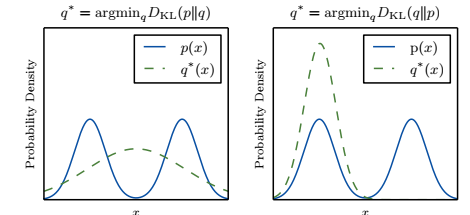 q* = argmin_q D_KL(p‖q)
p(x)
q*(x)
Probability Density
x
q* = argmin_q D_KL(q‖p)
p(x)
q*(x)
Probability Density
x